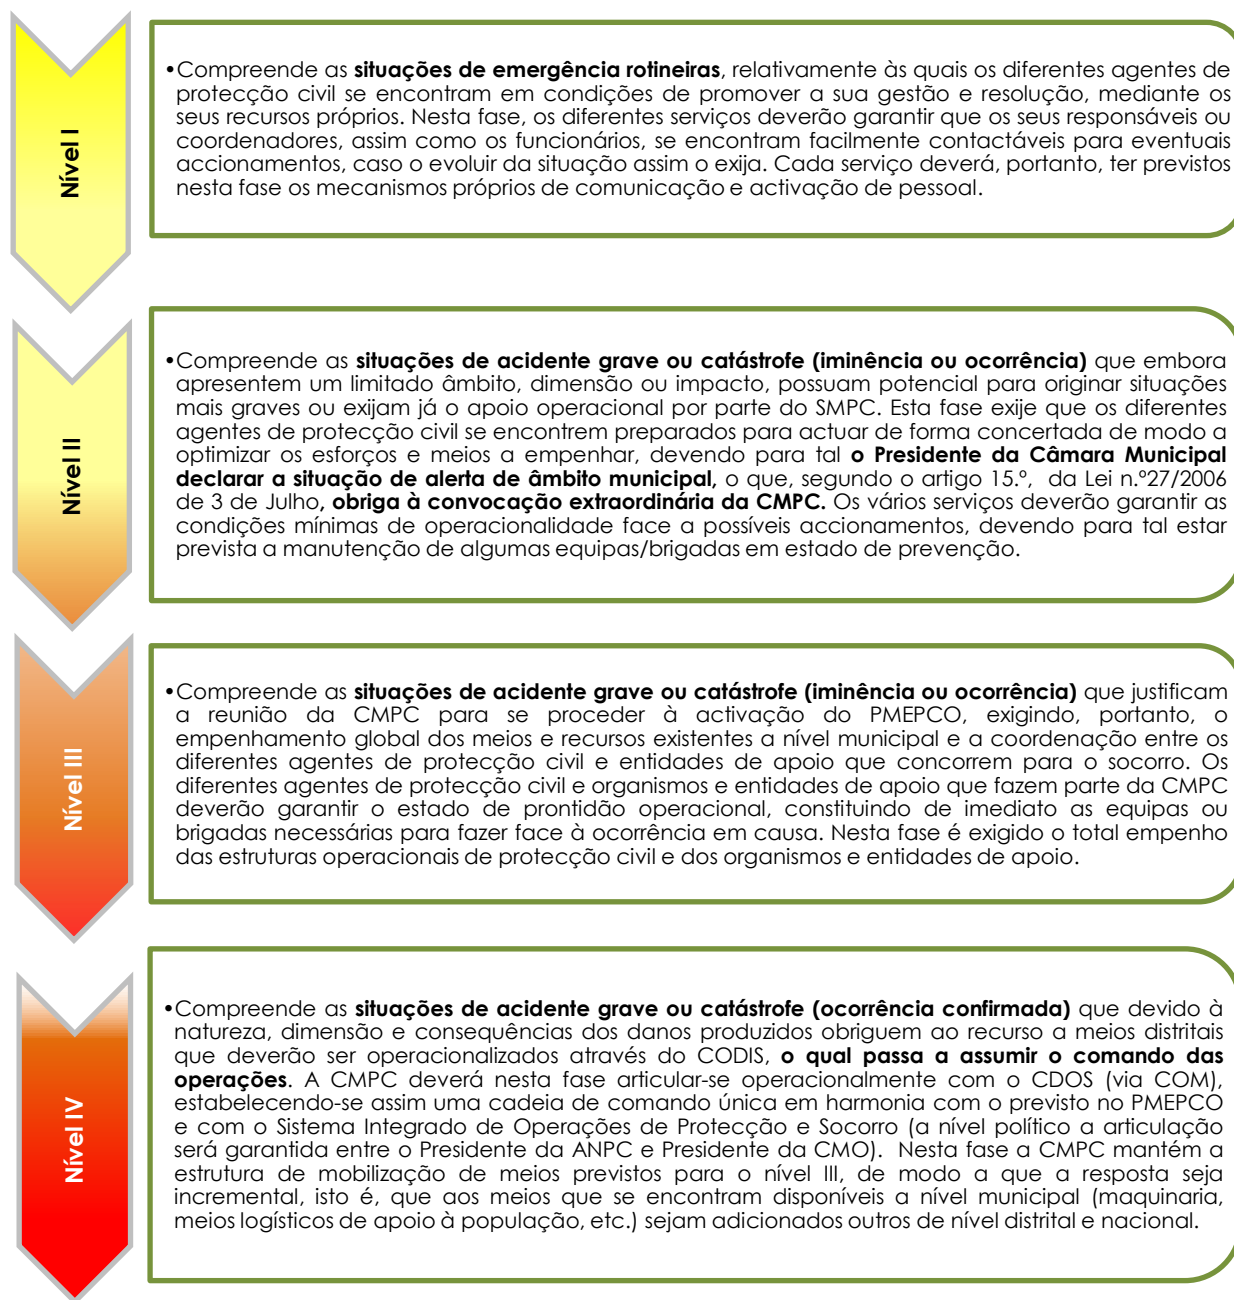 Nível I
•Compreende as situações de emergência rotineiras, relativamente às quais os diferentes agentes de
protecção civil se encontram em condições de promover a sua gestão e resolução, mediante os
seus recursos próprios. Nesta fase, os diferentes serviços deverão garantir que os seus responsáveis ou
coordenadores, assim como os funcionários, se encontram facilmente contactáveis para eventuais
accionamentos, caso o evoluir da situação assim o exija. Cada serviço deverá, portanto, ter previstos
nesta fase os mecanismos próprios de comunicação e activação de pessoal.
Nível II
•Compreende as situações de acidente grave ou catástrofe (iminência ou ocorrência) que embora
apresentem um limitado âmbito, dimensão ou impacto, possuam potencial para originar situações
mais graves ou exijam já o apoio operacional por parte do SMPC. Esta fase exije que os diferentes
agentes de protecção civil se encontrem preparados para actuar de forma concertada de modo a
optimizar os esforços e meios a empenhar, devendo para tal o Presidente da Câmara Municipal
declarar a situação de alerta de âmbito municipal, o que, segundo o artigo 15.º, da Lei n.º27/2006
de 3 de Julho, obriga à convocação extraordinária da CMPC. Os vários serviços deverão garantir as
condições mínimas de operacionalidade face a possíveis accionamentos, devendo para tal estar
prevista a manutenção de algumas equipas/brigadas em estado de prevenção.
Nível III
•Compreende as situações de acidente grave ou catástrofe (iminência ou ocorrência) que justificam
a reunião da CMPC para se proceder à activação do PMEPCO, exigindo, portanto, o
empenhamento global dos meios e recursos existentes a nível municipal e a coordenação entre os
diferentes agentes de protecção civil e entidades de apoio que concorrem para o socorro. Os
diferentes agentes de protecção civil e organismos e entidades de apoio que fazem parte da CMPC
deverão garantir o estado de prontidão operacional, constituindo de imediato as equipas ou
brigadas necessárias para fazer face à ocorrência em causa. Nesta fase é exigido o total empenho
das estruturas operacionais de protecção civil e dos organismos e entidades de apoio.
Nível IV
•Compreende as situações de acidente grave ou catástrofe (ocorrência confirmada) que devido à
natureza, dimensão e consequências dos danos produzidos obriguem ao recurso a meios distritais
que deverão ser operacionalizados através do CODIS, o qual passa a assumir o comando das
operações. A CMPC deverá nesta fase articular-se operacionalmente com o CDOS (via COM),
estabelecendo-se assim uma cadeia de comando única em harmonia com o previsto no PMEPCO
e com o Sistema Integrado de Operações de Protecção e Socorro (a nível político a articulação
será garantida entre o Presidente da ANPC e Presidente da CMO). Nesta fase a CMPC mantém a
estrutura de mobilização de meios previstos para o nível III, de modo a que a resposta seja
incremental, isto é, que aos meios que se encontram disponíveis a nível municipal (maquinaria,
meios logísticos de apoio à população, etc.) sejam adicionados outros de nível distrital e nacional.